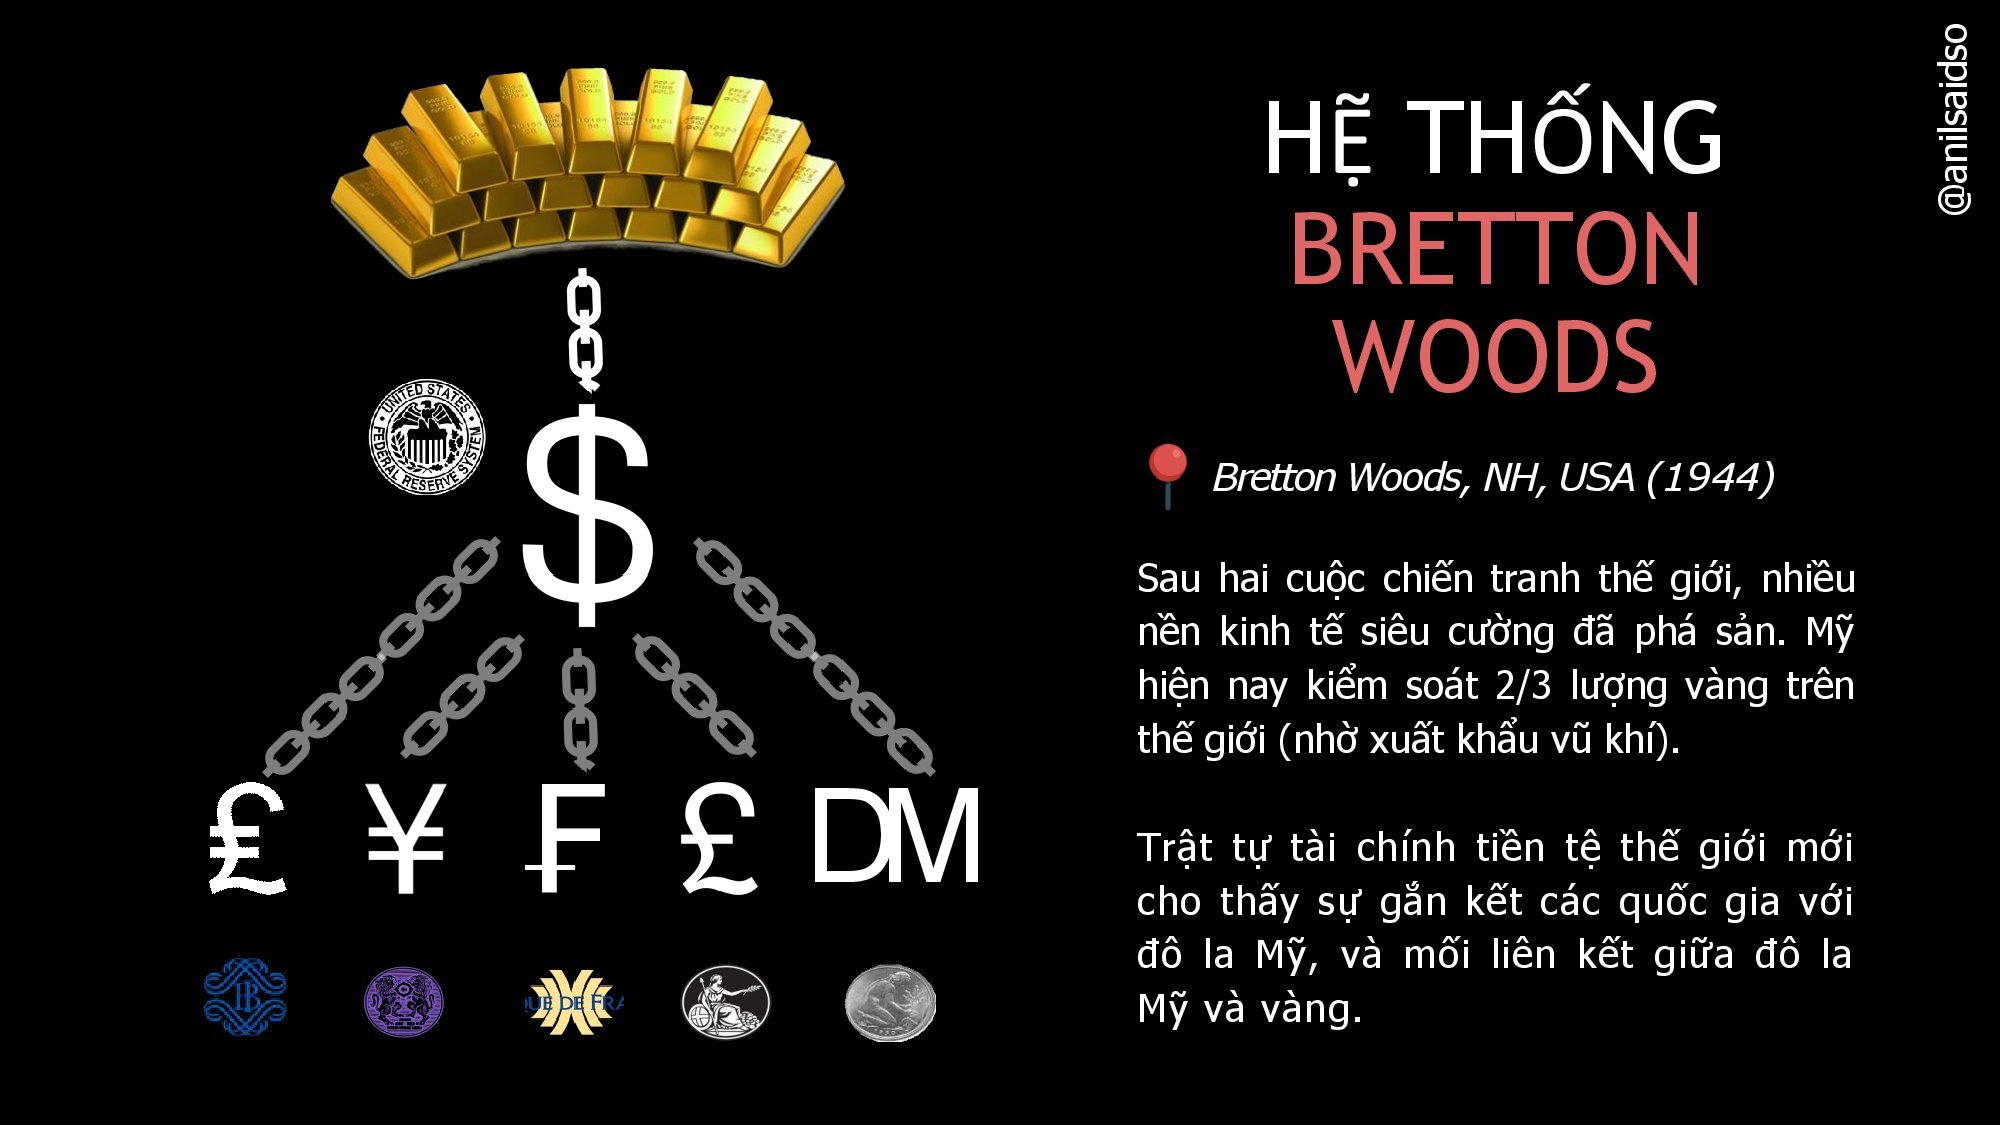 HẸ̃ THỐNG
BRETTON
WOODS
@anilsaidso
Bretton Woods, NH, USA (1944)
Sau hai cuộc chiến tranh thế giới, nhiều
nền kinh tế siêu cường đã phá sản. Mỹ
hiện nay kiểm soát 2/3 lượng vàng trên
thế giới (nhờ xuất khẩu vũ khí).
Trật tự tài chính tiền tệ thế giới mới
cho thấy sự gắn kết các quốc gia với
đô la Mỹ, và mối liên kết giữa đô la
Mỹ và vàng.
UNITED STATES
FEDERAL RESERVE SYSTEM
$
₤ ¥ ₣ £ DM
QUE DE FRA